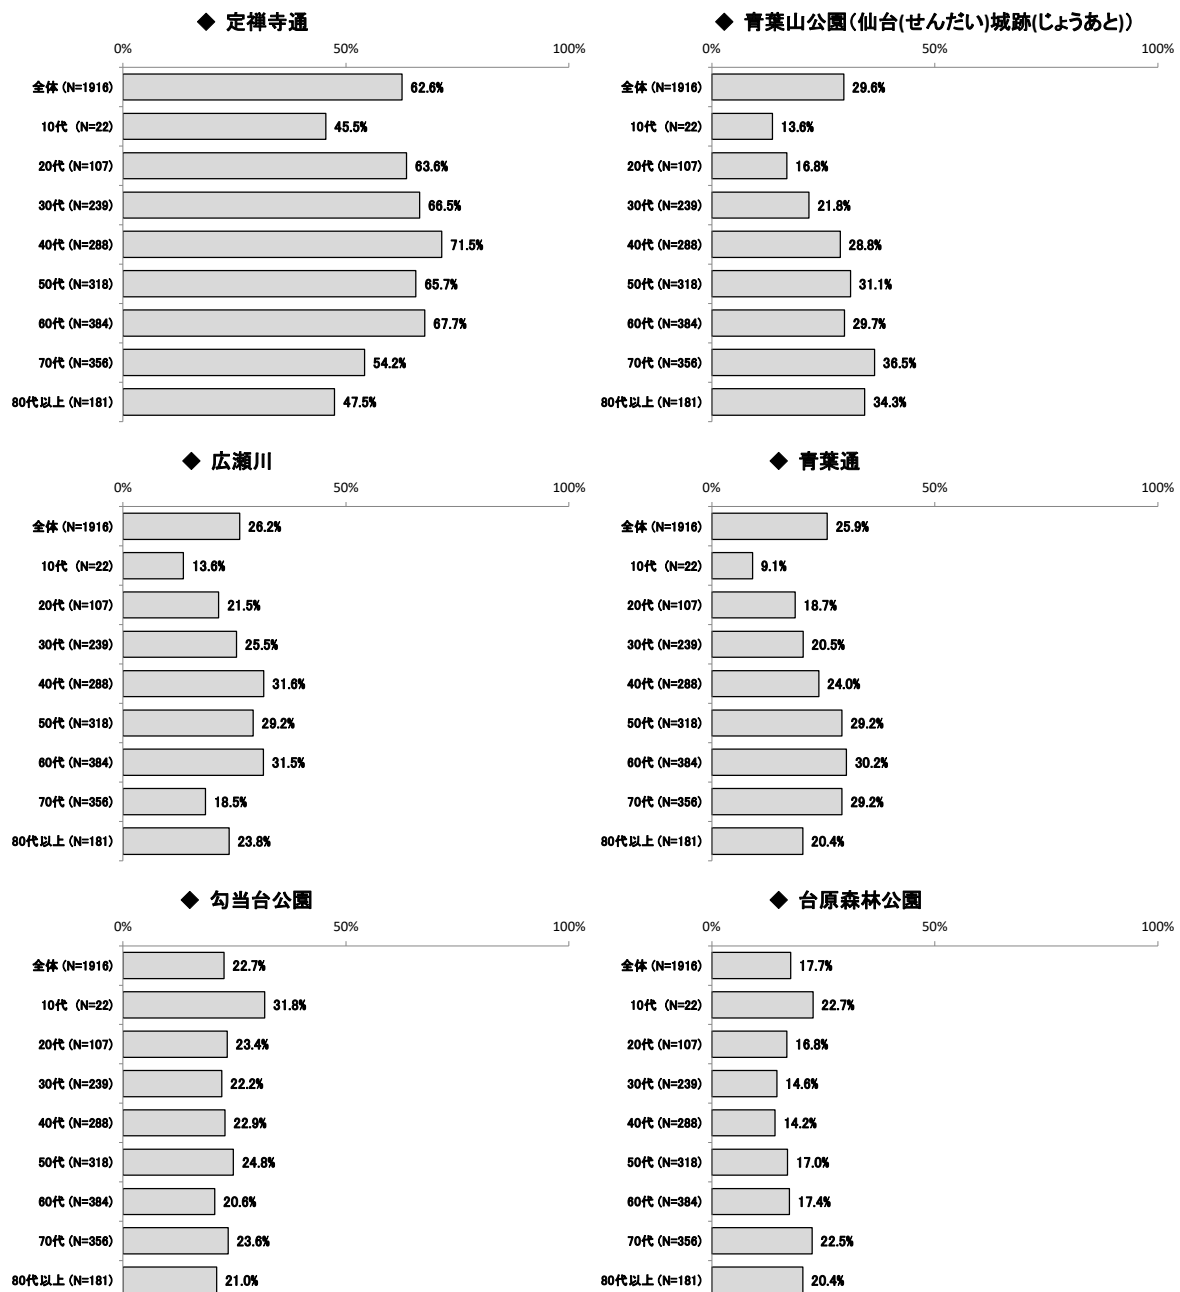 ◆ 定禅寺通
0% 50% 100%
全体 (N=1916) 62.6%
10代 (N=22) 45.5%
20代 (N=107) 63.6%
30代 (N=239) 66.5%
40代 (N=288) 71.5%
50代 (N=318) 65.7%
60代 (N=384) 67.7%
70代 (N=356) 54.2%
80代以上 (N=181) 47.5%
◆ 青葉山公園（仙台(せんだい)城跡(じょうあと)）
0% 50% 100%
全体 (N=1916) 29.6%
10代 (N=22) 13.6%
20代 (N=107) 16.8%
30代 (N=239) 21.8%
40代 (N=288) 28.8%
50代 (N=318) 31.1%
60代 (N=384) 29.7%
70代 (N=356) 36.5%
80代以上 (N=181) 34.3%
◆ 広瀬川
0% 50% 100%
全体 (N=1916) 26.2%
10代 (N=22) 13.6%
20代 (N=107) 21.5%
30代 (N=239) 25.5%
40代 (N=288) 31.6%
50代 (N=318) 29.2%
60代 (N=384) 31.5%
70代 (N=356) 18.5%
80代以上 (N=181) 23.8%
◆ 青葉通
0% 50% 100%
全体 (N=1916) 25.9%
10代 (N=22) 9.1%
20代 (N=107) 18.7%
30代 (N=239) 20.5%
40代 (N=288) 24.0%
50代 (N=318) 29.2%
60代 (N=384) 30.2%
70代 (N=356) 29.2%
80代以上 (N=181) 20.4%
◆ 勾当台公園
0% 50% 100%
全体 (N=1916) 22.7%
10代 (N=22) 31.8%
20代 (N=107) 23.4%
30代 (N=239) 22.2%
40代 (N=288) 22.9%
50代 (N=318) 24.8%
60代 (N=384) 20.6%
70代 (N=356) 23.6%
80代以上 (N=181) 21.0%
◆ 台原森林公園
0% 50% 100%
全体 (N=1916) 17.7%
10代 (N=22) 22.7%
20代 (N=107) 16.8%
30代 (N=239) 14.6%
40代 (N=288) 14.2%
50代 (N=318) 17.0%
60代 (N=384) 17.4%
70代 (N=356) 22.5%
80代以上 (N=181) 20.4%